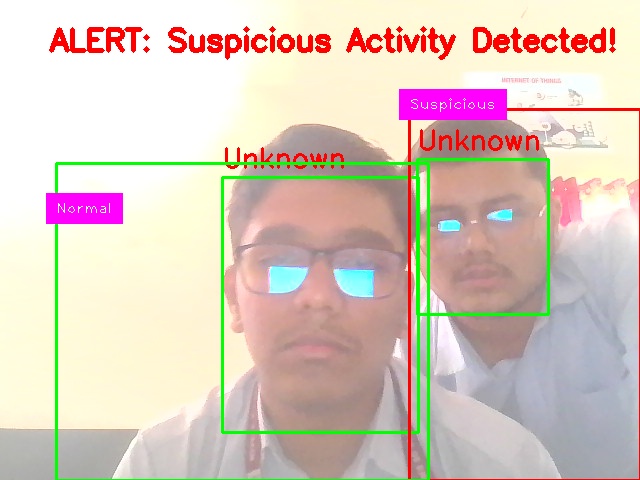 ALERT: Suspicious Activity Detected!
INTERNET OF THINGS
Suspicious
Unknown
Unknown
Normal